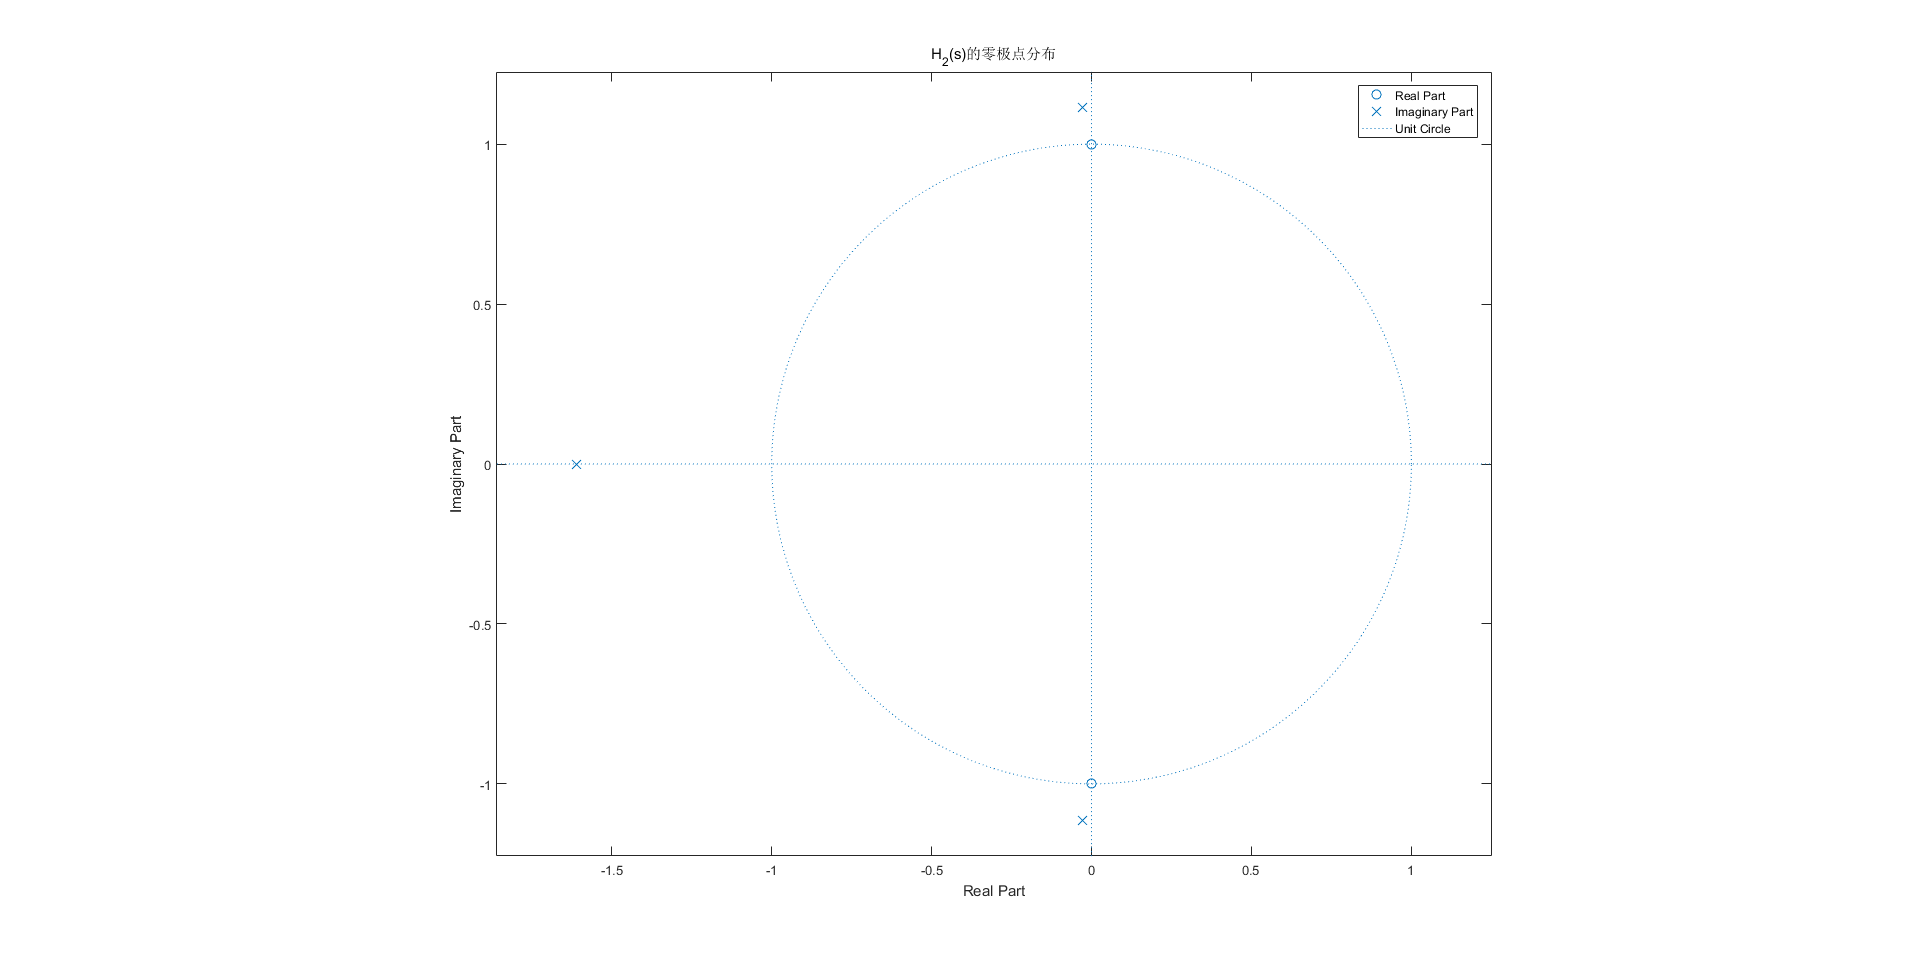 H2(s)的零极点分布
Real Part
Imaginary Part
Unit Circle
1
0.5
0
-0.5
-1
Imaginary Part
-1.5
-1
-0.5
0
0.5
1
Real Part